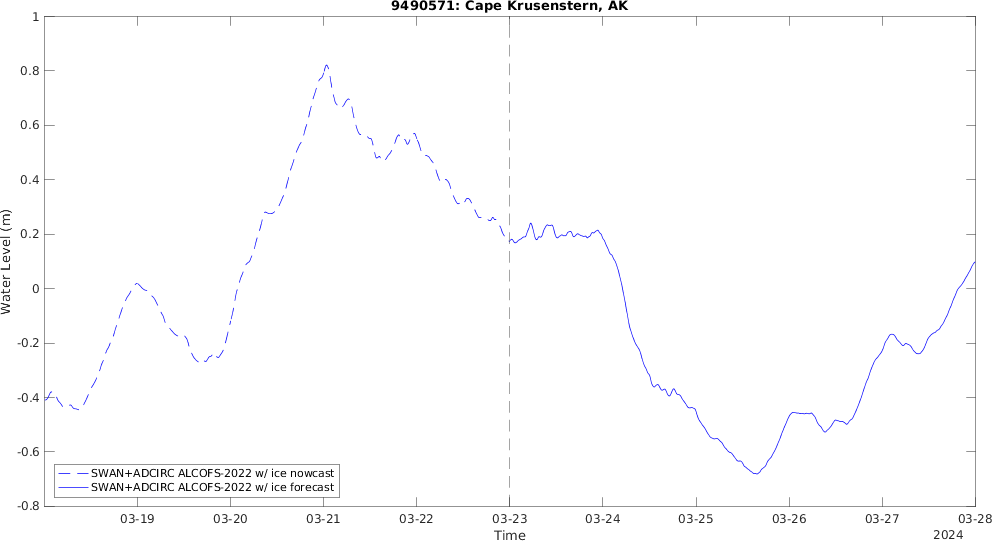 9490571: Cape Krusenstern, AK
1
0.8
0.6
0.4
0.2
0
-0.2
-0.4
-0.6
-0.8
Water Level (m)
SWAN+ADCIRC ALCOFS-2022 w/ ice nowcast
SWAN+ADCIRC ALCOFS-2022 w/ ice forecast
03-19 03-20 03-21 03-22 03-23 03-24 03-25 03-26 03-27 03-28
Time
2024